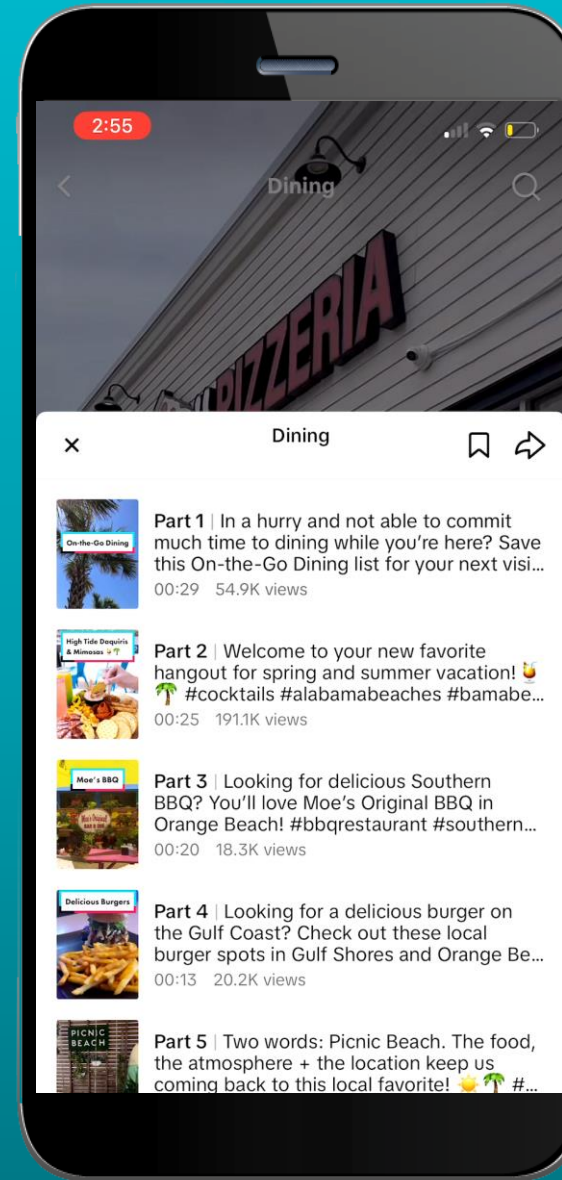 2:55
Dining
PIZZERIA
Dining
On-the-Go Dining
Part 1 | In a hurry and not able to commit
much time to dining while you're here? Save
this On-the-Go Dining list for your next visi...
00:29 54.9K views
High Tide Daquiris
& Mimosas 🍹🌴
Part 2 | Welcome to your new favorite
hangout for spring and summer vacation! 🍹
🌴 #cocktails #alabamabeaches #bamabe...
00:25 191.1K views
Moe's BBQ
Moe's Original
BAR B QUE
Part 3 | Looking for delicious Southern
BBQ? You'll love Moe's Original BBQ in
Orange Beach! #bbqrestaurant #southern...
00:20 18.3K views
Delicious Burgers
Part 4 | Looking for a delicious burger on
the Gulf Coast? Check out these local
burger spots in Gulf Shores and Orange Be...
00:13 20.2K views
PICNIC
BEACH
Part 5 | Two words: Picnic Beach. The food,
the atmosphere + the location keep us
coming back to this local favorite! ☀️🌴 #...